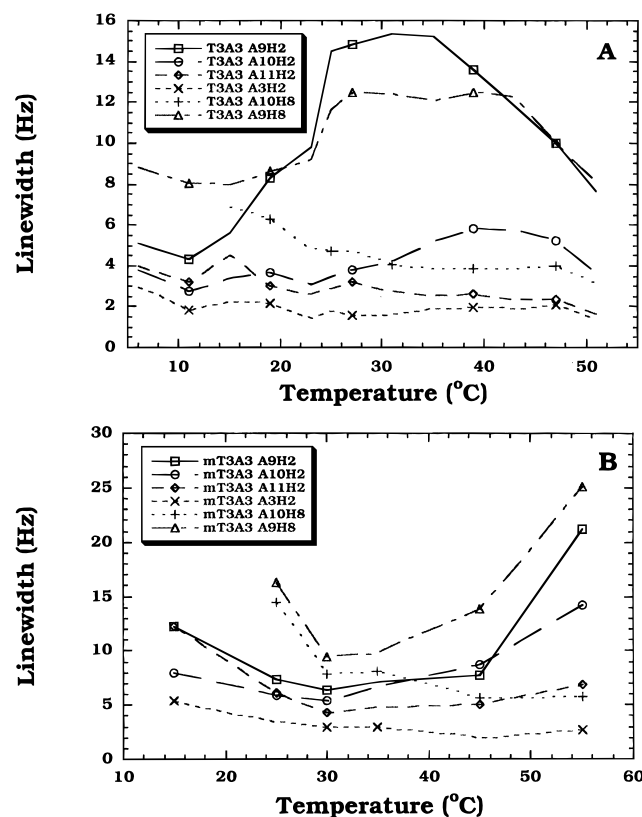 16
14
12
10
8
6
4
2
0
Linewidth (Hz)
T3A3 A9H2
T3A3 A10H2
T3A3 A11H2
T3A3 A3H2
T3A3 A10H8
T3A3 A9H8
A
10 20 30 40 50
Temperature (°C)
30
25
20
15
10
5
0
Linewidth (Hz)
mT3A3 A9H2
mT3A3 A10H2
mT3A3 A11H2
mT3A3 A3H2
mT3A3 A10H8
mT3A3 A9H8
B
10 20 30 40 50 60
Temperature (°C)